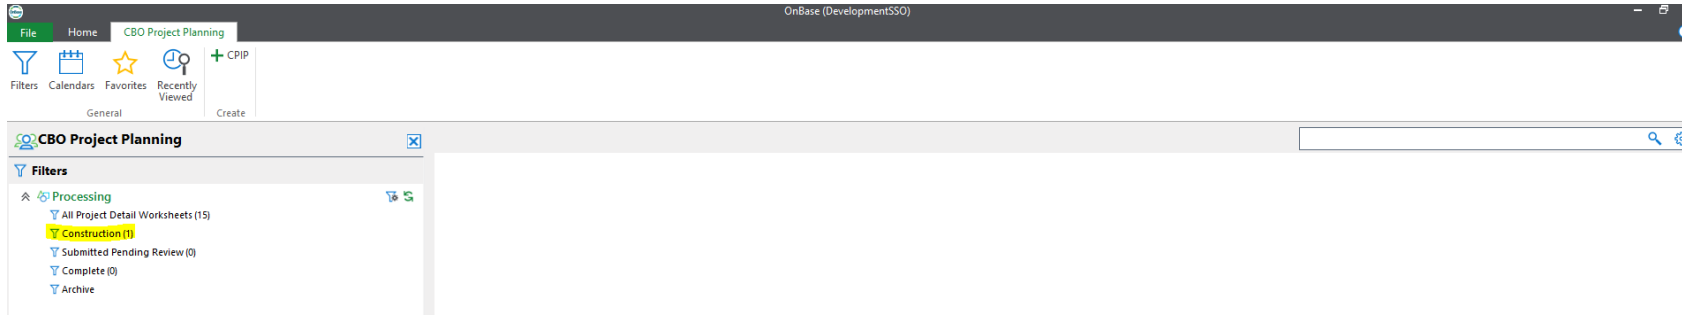 OnBase (DevelopmentSSO)
File Home CBO Project Planning
Filters Calendars Favorites Recently Viewed
+ CPIP
General Create
CBO Project Planning
Filters
Processing
All Project Detail Worksheets (15)
Construction (1)
Submitted Pending Review (0)
Complete (0)
Archive